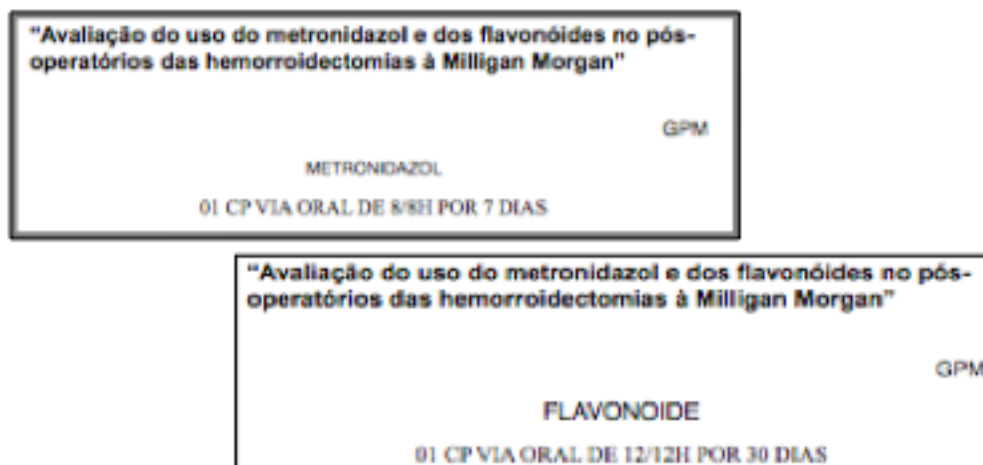 "Avaliação do uso do metronidazol e dos flavonóides no pós-
operatórios das hemorroidectomias à Milligan Morgan"
GPM
METRONIDAZOL
01 CP VIA ORAL DE 8/8H POR 7 DIAS
"Avaliação do uso do metronidazol e dos flavonóides no pós-
operatórios das hemorroidectomias à Milligan Morgan"
GPM
FLAVONOIDE
01 CP VIA ORAL DE 12/12H POR 30 DIAS